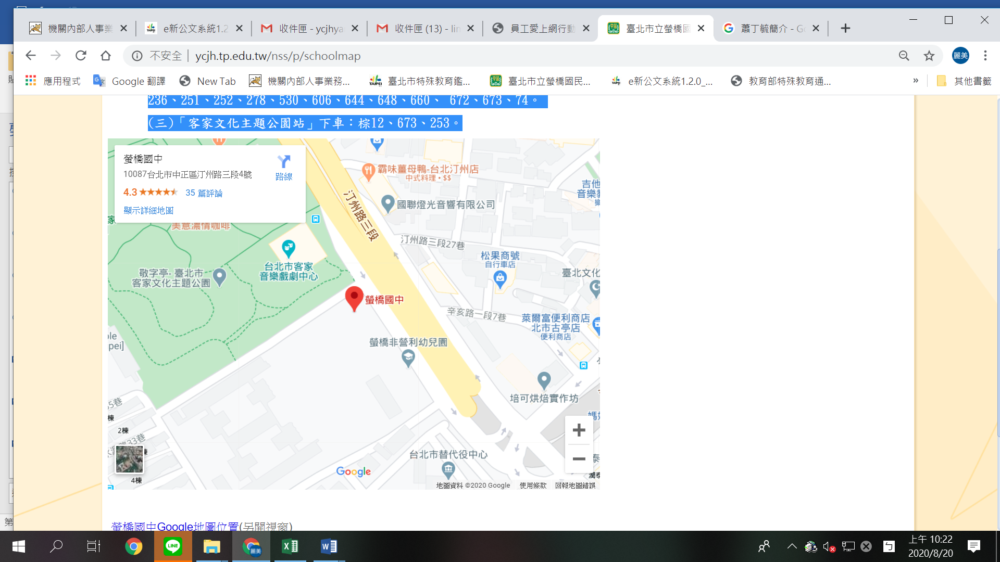 機關內部人事業
e新公文系統1.2
收件匣 - ycjhya
收件匣 (13) - lin
員工愛上網行動
臺北市立螢橋國
蕭丁毓簡介 - Go
不安全
ycjh.tp.edu.tw/nss/p/schoolmap
麗美
應用程式
Google 翻譯
New Tab
機關內部人事業務...
臺北市特殊教育鑑...
臺北市立螢橋國民...
e新公文系統1.2.0_...
教育部特殊教育通...
»
其他書籤
236、251、252、278、530、606、644、648、660、 672、673、74。
(三)「客家文化主題公園站」下車：棕12、673、253。
螢橋國中
10087台北市中正區汀州路三段4號
路線
4.3
35 篇評論
顯示詳細地圖
霸味薑母鴨-台北汀州店
中式料理・$$
吉他
音樂教
國聯燈光音響有限公司
汀州路三段
美意濃情咖啡
汀州路三段27巷
松果商號
自行車店
台北市客家
音樂戲劇中心
敬字亭- 臺北市
客家文化主題公園
臺北文化
螢橋國中
辛亥路一段7巷
萊爾富便利商店
北市古亭店
便利商店
pei]
螢橋非營利幼兒園
培可烘焙實作坊
5巷
棟
2棟
33巷
4棟
台北市替代役中心
Google
潤泰
地圖資料 ©2020 Google
使用條款
回報地圖錯誤
螢橋國中Google地圖位置(另開視窗)
第
LINE
麗美
上午 10:22
2020/8/20